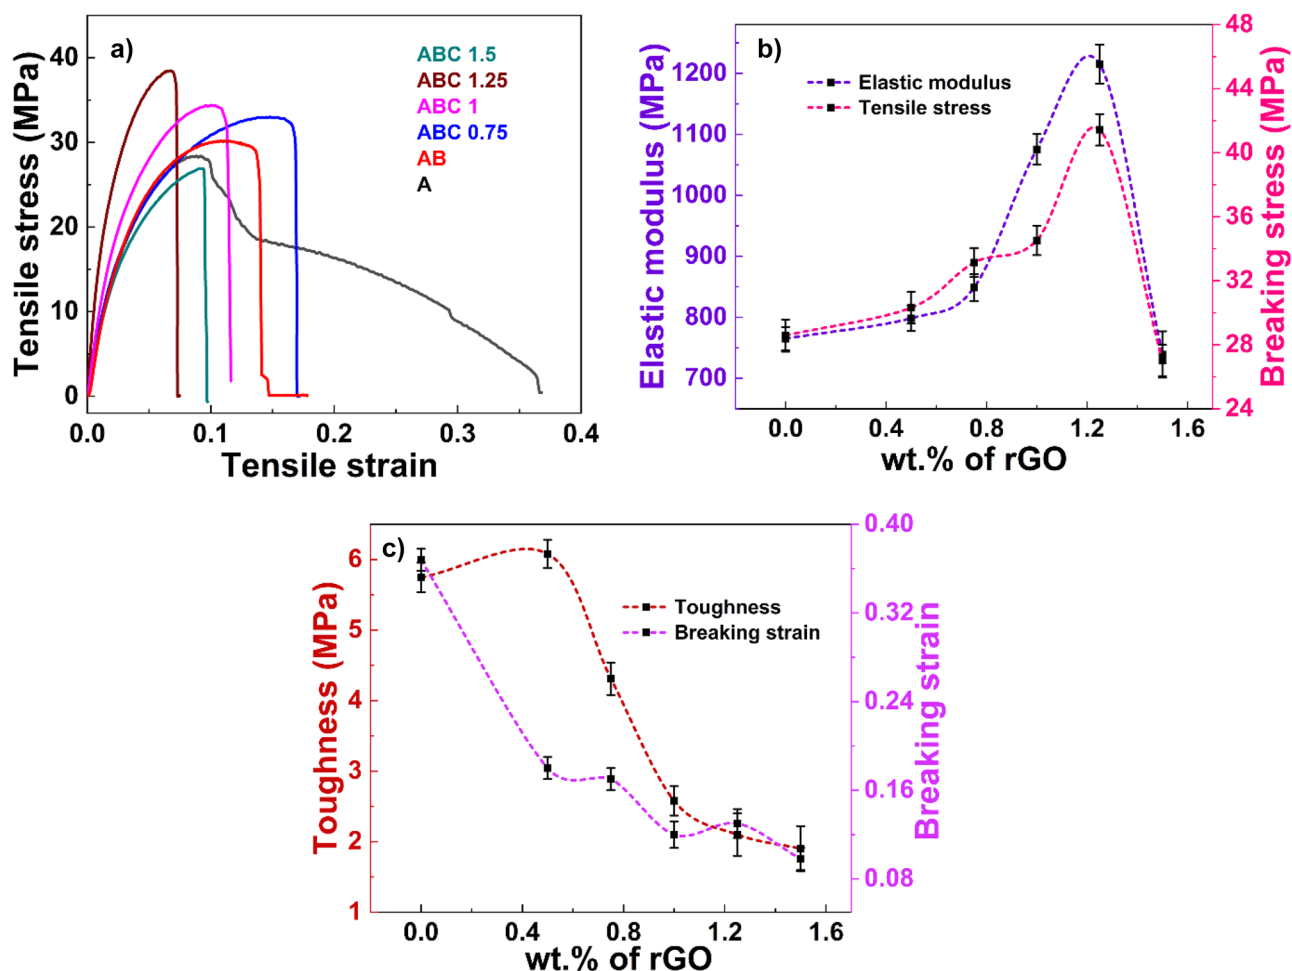 a)
ABC 1.5
ABC 1.25
ABC 1
ABC 0.75
AB
A
Tensile stress (MPa)
40
30
20
10
0
0.0 0.1 0.2 0.3 0.4
Tensile strain
b)
Elastic modulus
Tensile stress
Elastic modulus (MPa)
1200
1100
1000
900
800
700
Breaking stress (MPa)
48
44
40
36
32
28
24
0.0 0.4 0.8 1.2 1.6
wt.% of rGO
c)
Toughness
Breaking strain
Toughness (MPa)
6
5
4
3
2
1
Breaking strain
0.40
0.32
0.24
0.16
0.08
0.0 0.4 0.8 1.2 1.6
wt.% of rGO